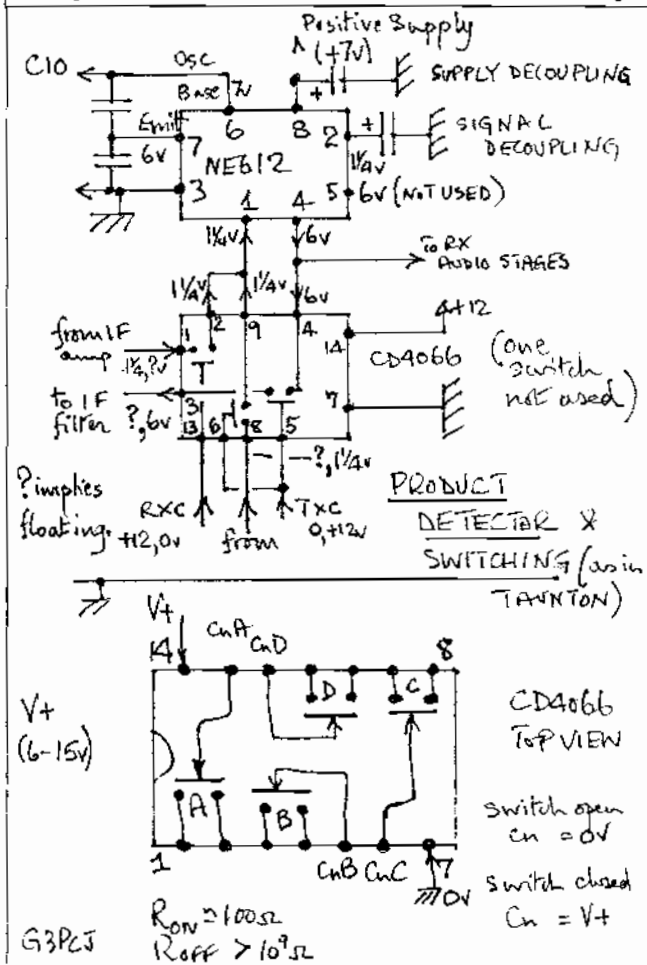 Positive Supply
(+7v)
C10
OSC
Base 7v
SUPPLY DECOUPLING
+
Emitt
7
6
8
2
+
SIGNAL
DECOUPLING
6v
NE612
1¼v
3
5
6v (NOT USED)
1
4
1¼v
6v
To RX
AUDIO STAGES
1¼v
1¼v
6v
from IF
amp
1¼,?v
1
2
9
4
14
+12
CD4066
(one
switch
not used)
to IF
filter
?,6v
3
7
13
6
8
5
?,1¼v
? implies
floating.
RXC
+12,0v
from
TXC
0,+12v
PRODUCT
DETECTOR &
SWITCHING (as in
TAUNTON)
V+
14
CnA
CnD
8
D
C
V+
(6-15v)
CD4066
TOP VIEW
A
B
switch open
Cn = 0V
1
CnB
CnC
7
0V
switch closed
Cn = V+
G3PCJ
RON ≃ 100Ω
ROFF > 10⁹Ω